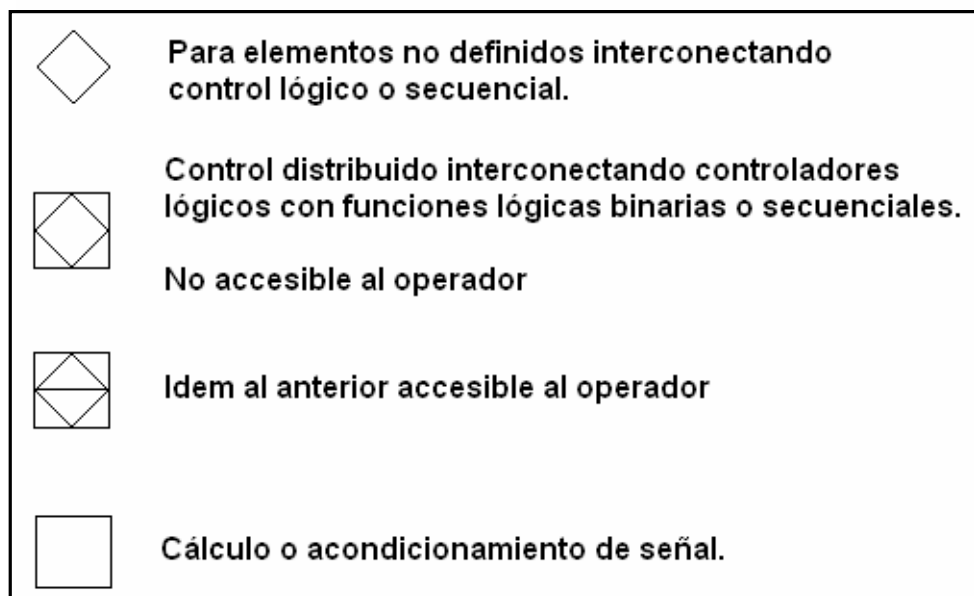 Para elementos no definidos interconectando
control lógico o secuencial.
Control distribuido interconectando controladores
lógicos con funciones lógicas binarias o secuenciales.
No accesible al operador
Idem al anterior accesible al operador
Cálculo o acondicionamiento de señal.